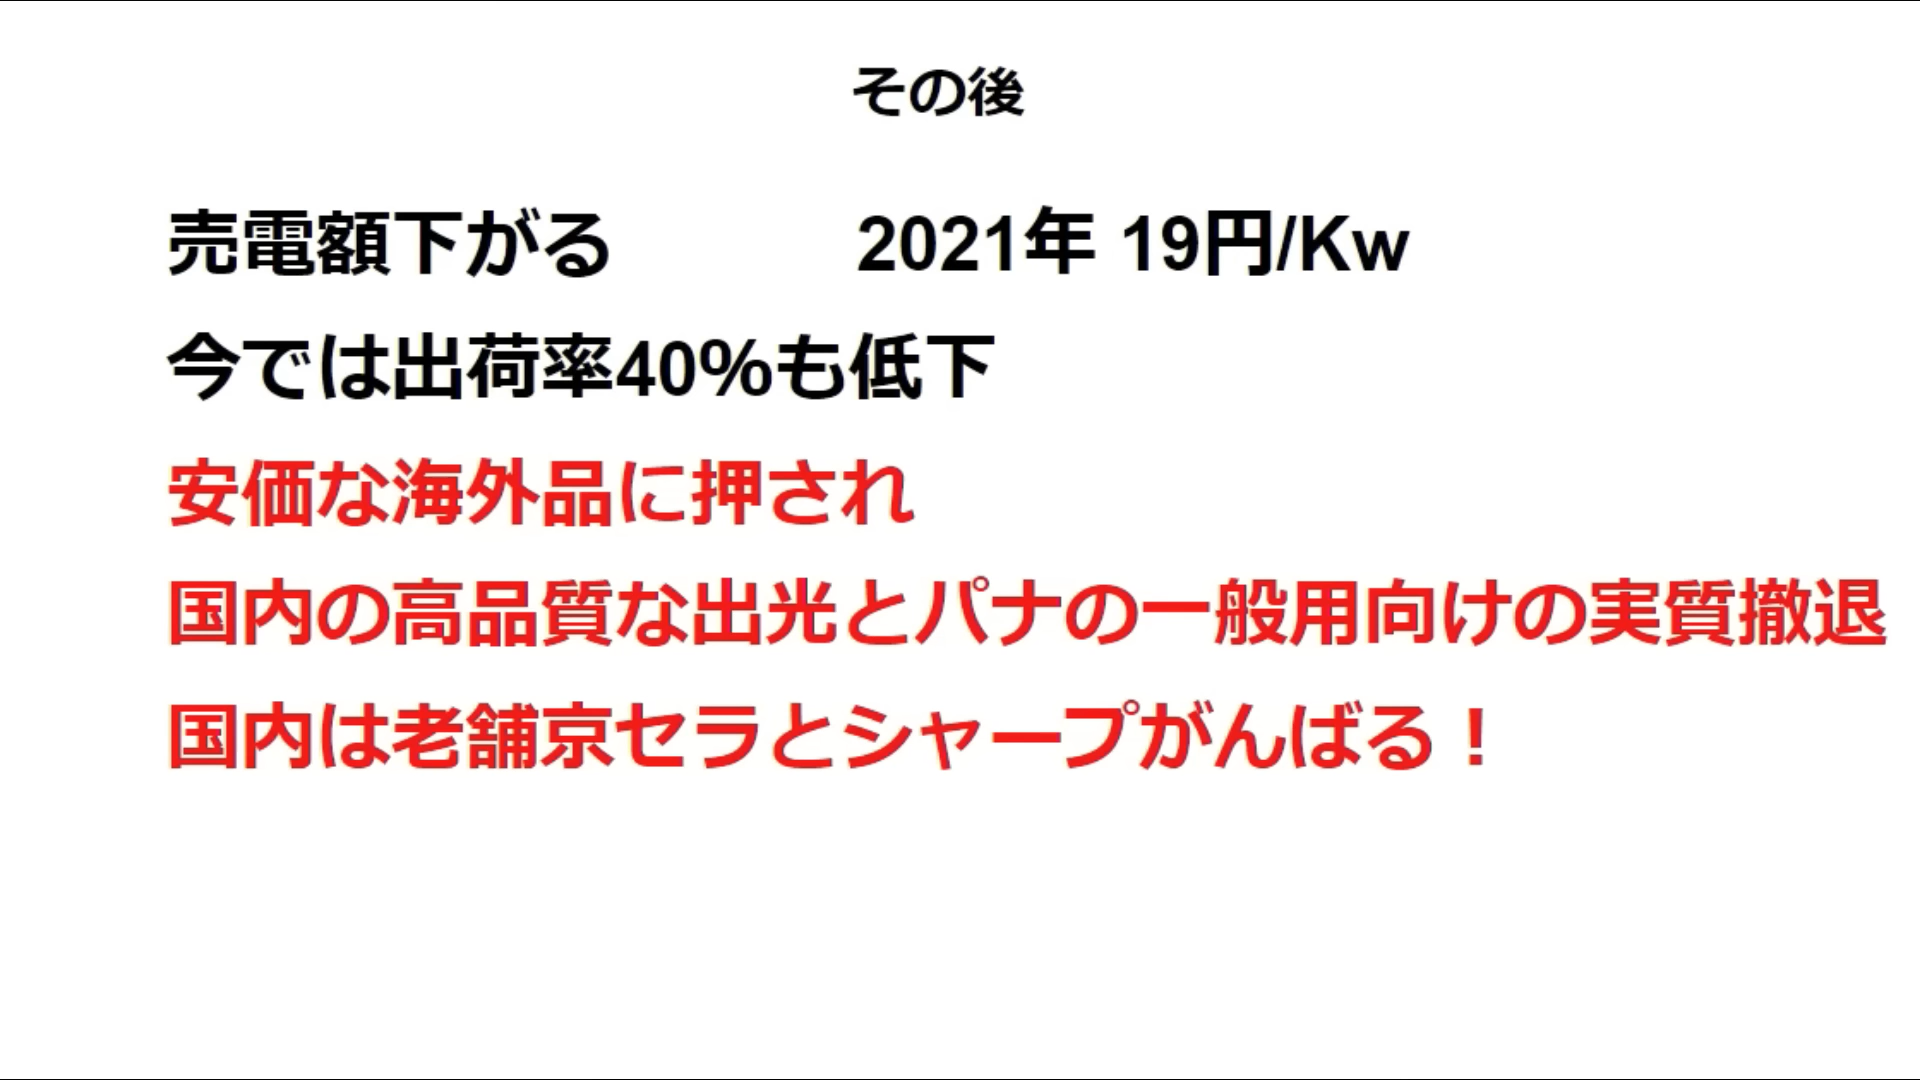 その後
売電額下がる 2021年 19円/Kw
今では出荷率40%も低下
安価な海外品に押され
国内の高品質な出光とパナの一般用向けの実質撤退
国内は老舗京セラとシャープがんばる！